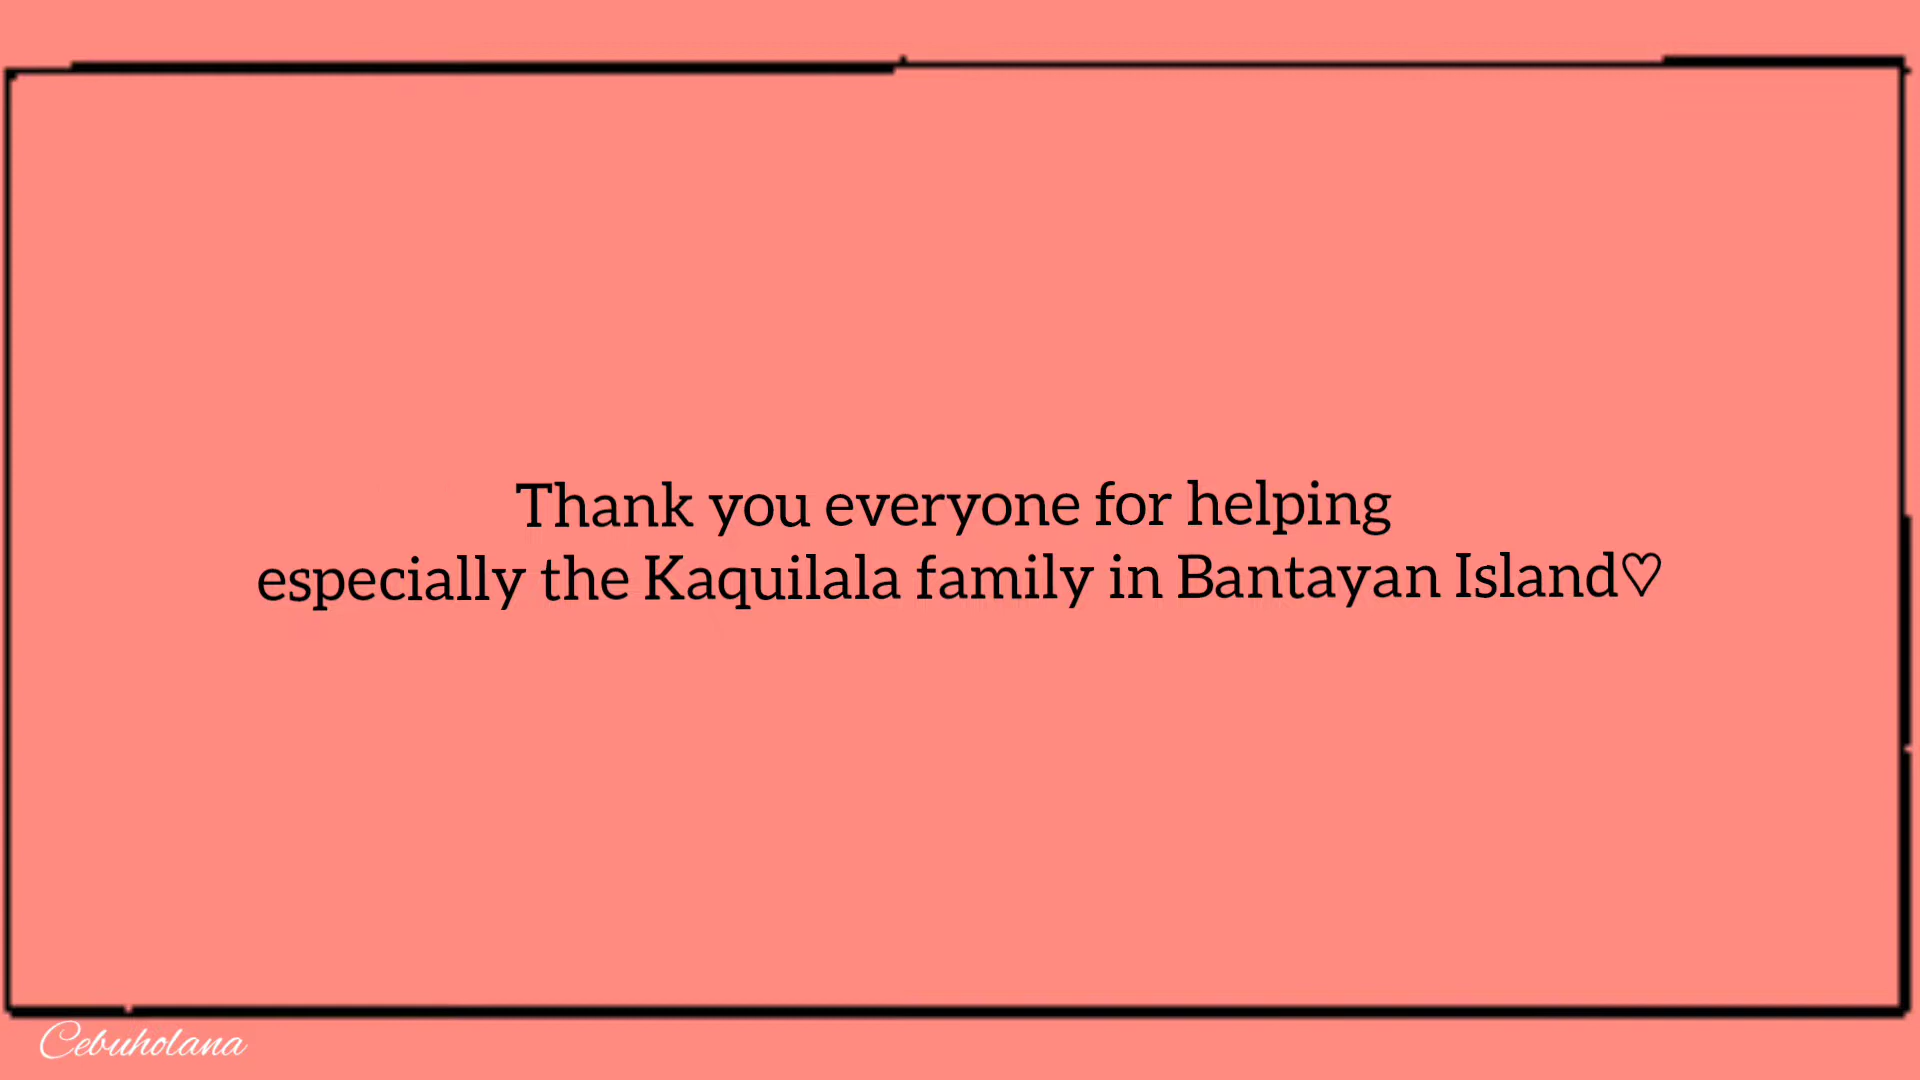 Thank you everyone for helping
especially the Kaquilala family in Bantayan Island♡
Cebuholana